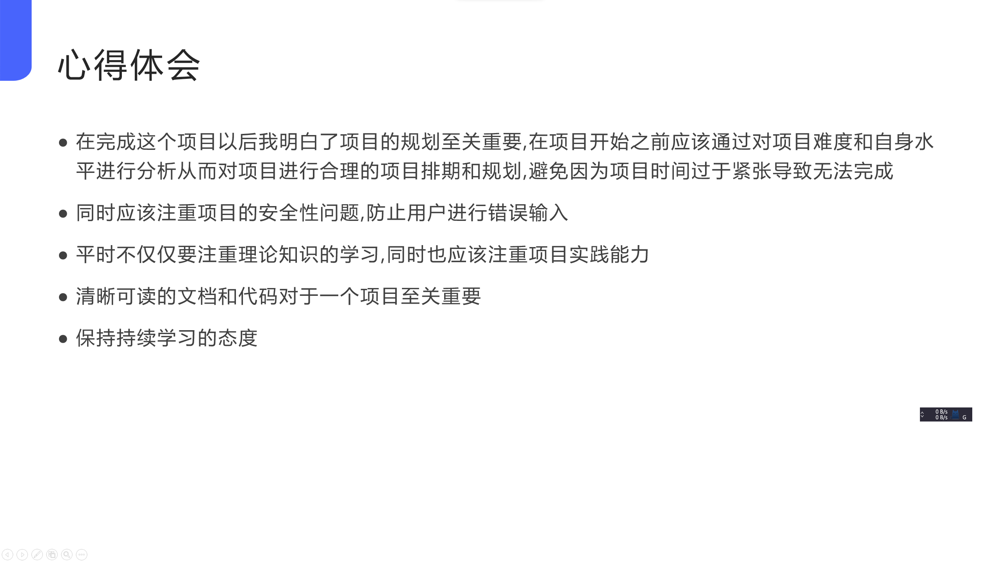 心得体会
● 在完成这个项目以后我明白了项目的规划至关重要,在项目开始之前应该通过对项目难度和自身水
平进行分析从而对项目进行合理的项目排期和规划,避免因为项目时间过于紧张导致无法完成
● 同时应该注重项目的安全性问题,防止用户进行错误输入
● 平时不仅仅要注重理论知识的学习,同时也应该注重项目实践能力
● 清晰可读的文档和代码对于一个项目至关重要
● 保持持续学习的态度
0 B/s
0 B/s G